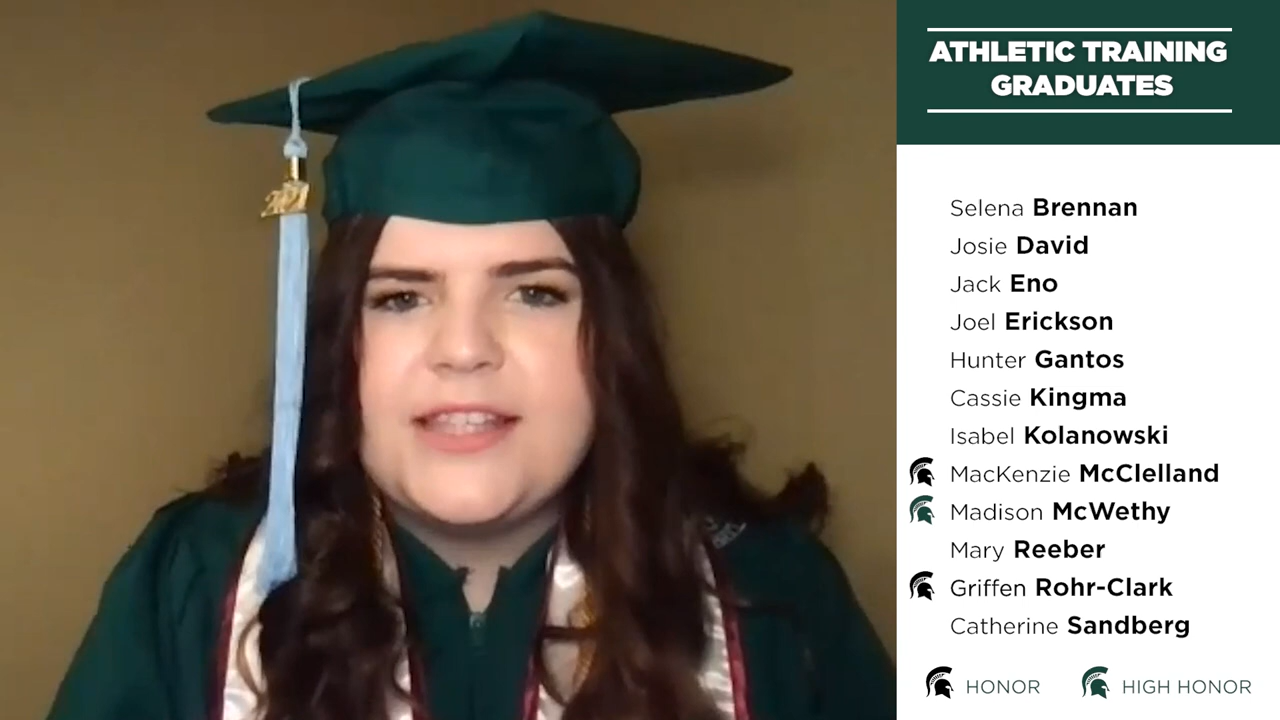 ATHLETIC TRAINING
GRADUATES
2021
Selena Brennan
Josie David
Jack Eno
Joel Erickson
Hunter Gantos
Cassie Kingma
Isabel Kolanowski
MacKenzie McClelland
Madison McWethy
Mary Reeber
Griffen Rohr-Clark
Catherine Sandberg
HONOR HIGH HONOR